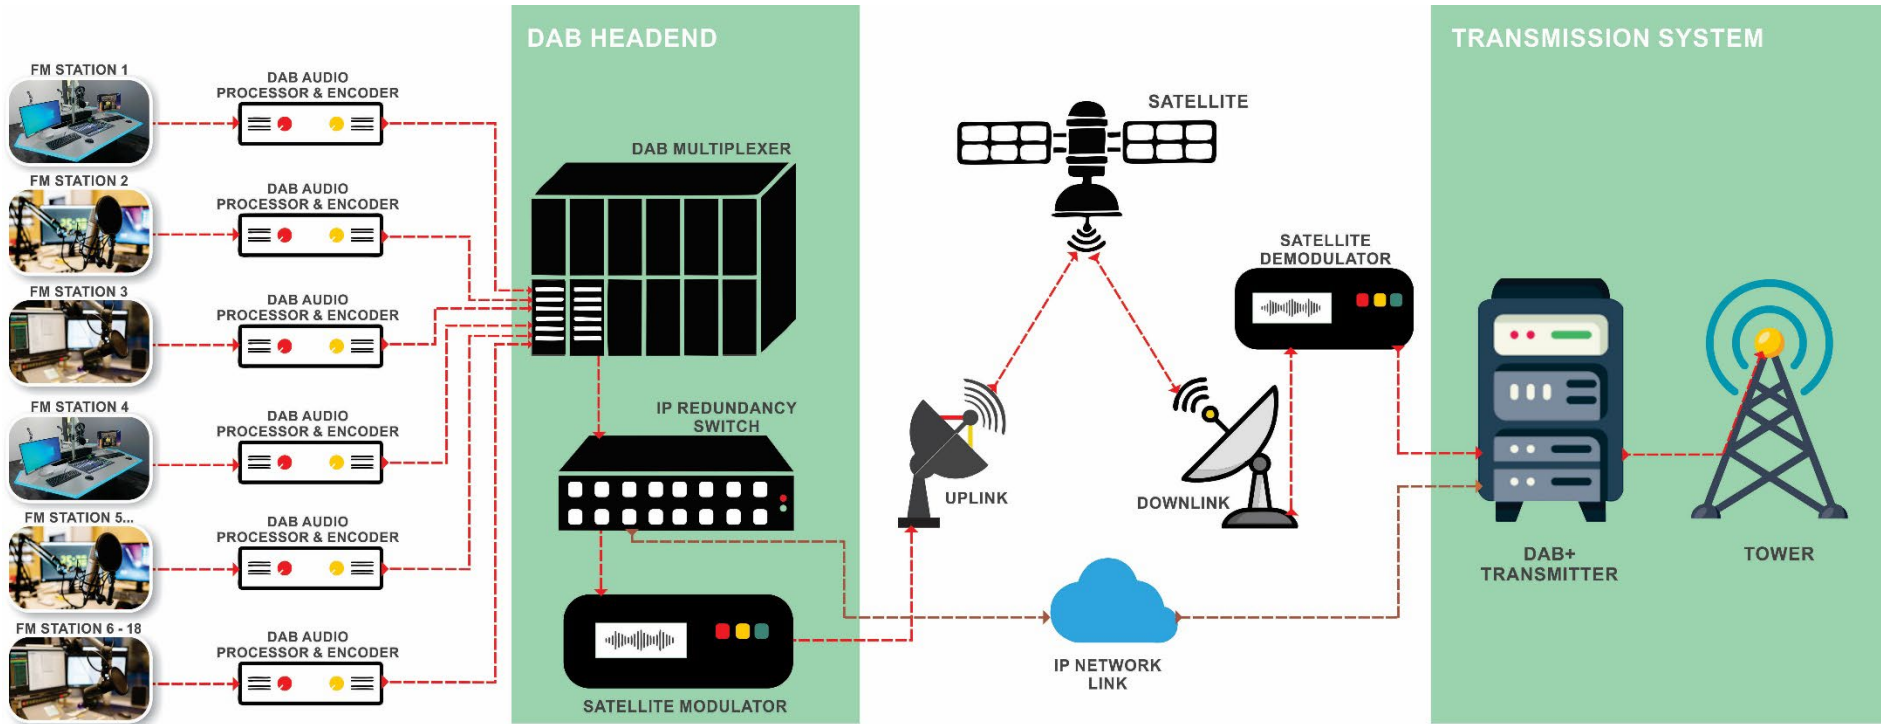 FM STATION 1
DAB AUDIO
PROCESSOR & ENCODER
FM STATION 2
DAB AUDIO
PROCESSOR & ENCODER
FM STATION 3
DAB AUDIO
PROCESSOR & ENCODER
FM STATION 4
DAB AUDIO
PROCESSOR & ENCODER
FM STATION 5...
DAB AUDIO
PROCESSOR & ENCODER
FM STATION 6 - 18
DAB AUDIO
PROCESSOR & ENCODER
DAB HEADEND
DAB MULTIPLEXER
IP REDUNDANCY
SWITCH
SATELLITE MODULATOR
SATELLITE
UPLINK
DOWNLINK
SATELLITE
DEMODULATOR
IP NETWORK
LINK
TRANSMISSION SYSTEM
DAB+
TRANSMITTER
TOWER